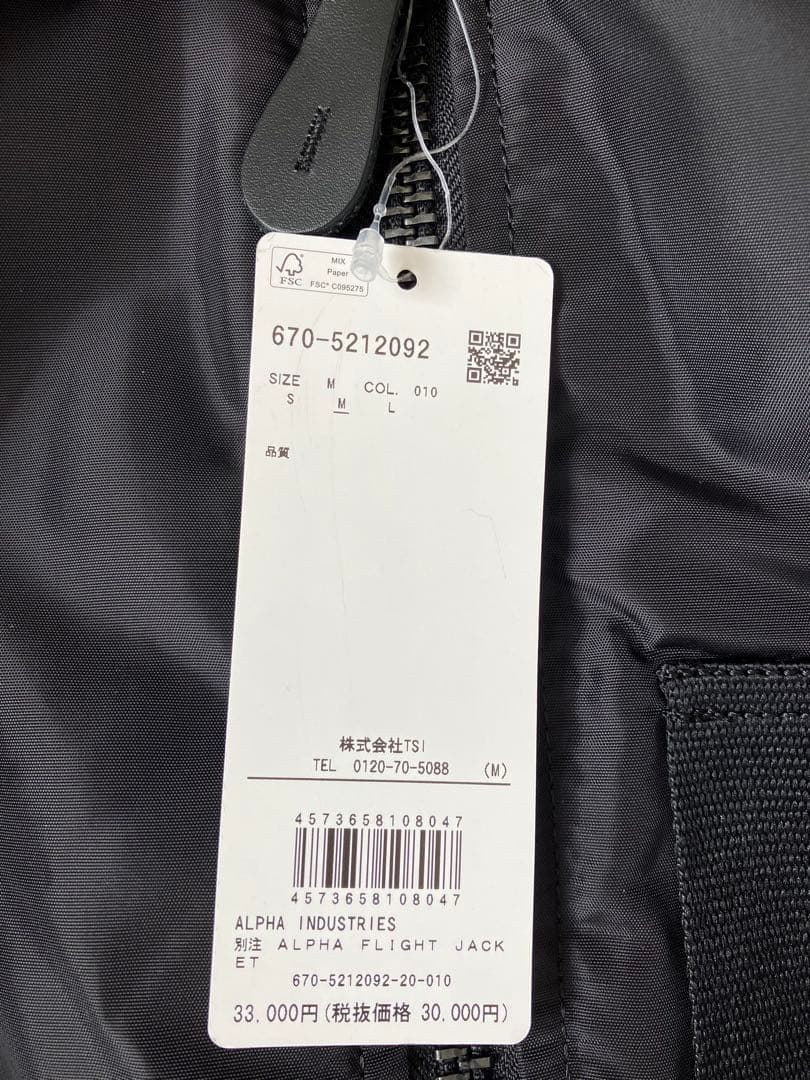 FSC
MIX
Paper
FSC® C095275
670-5212092
SIZE M COL. 010
S M L
品質
株式会社TSI
TEL 0120-70-5088 (M)
4573658108047
4573658108047
ALPHA INDUSTRIES
別注 ALPHA FLIGHT JACK
ET
670-5212092-20-010
33,000円(税抜価格 30,000円)